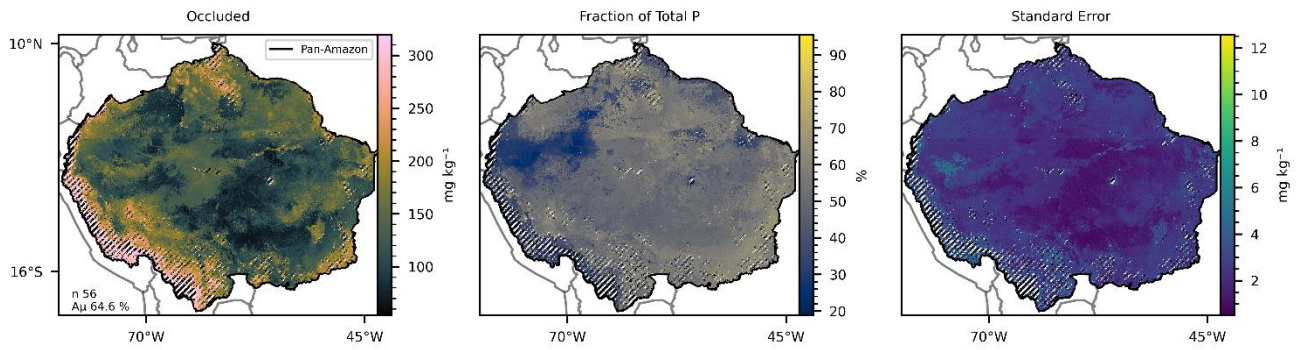 Occluded
Fraction of Total P
Standard Error
10°N
16°S
Pan-Amazon
n 56
Aμ 64.6 %
70°W
45°W
300
250
200
150
100
mg kg⁻¹
70°W
45°W
90
80
70
60
50
40
30
20
%
70°W
45°W
12
10
8
6
4
2
mg kg⁻¹